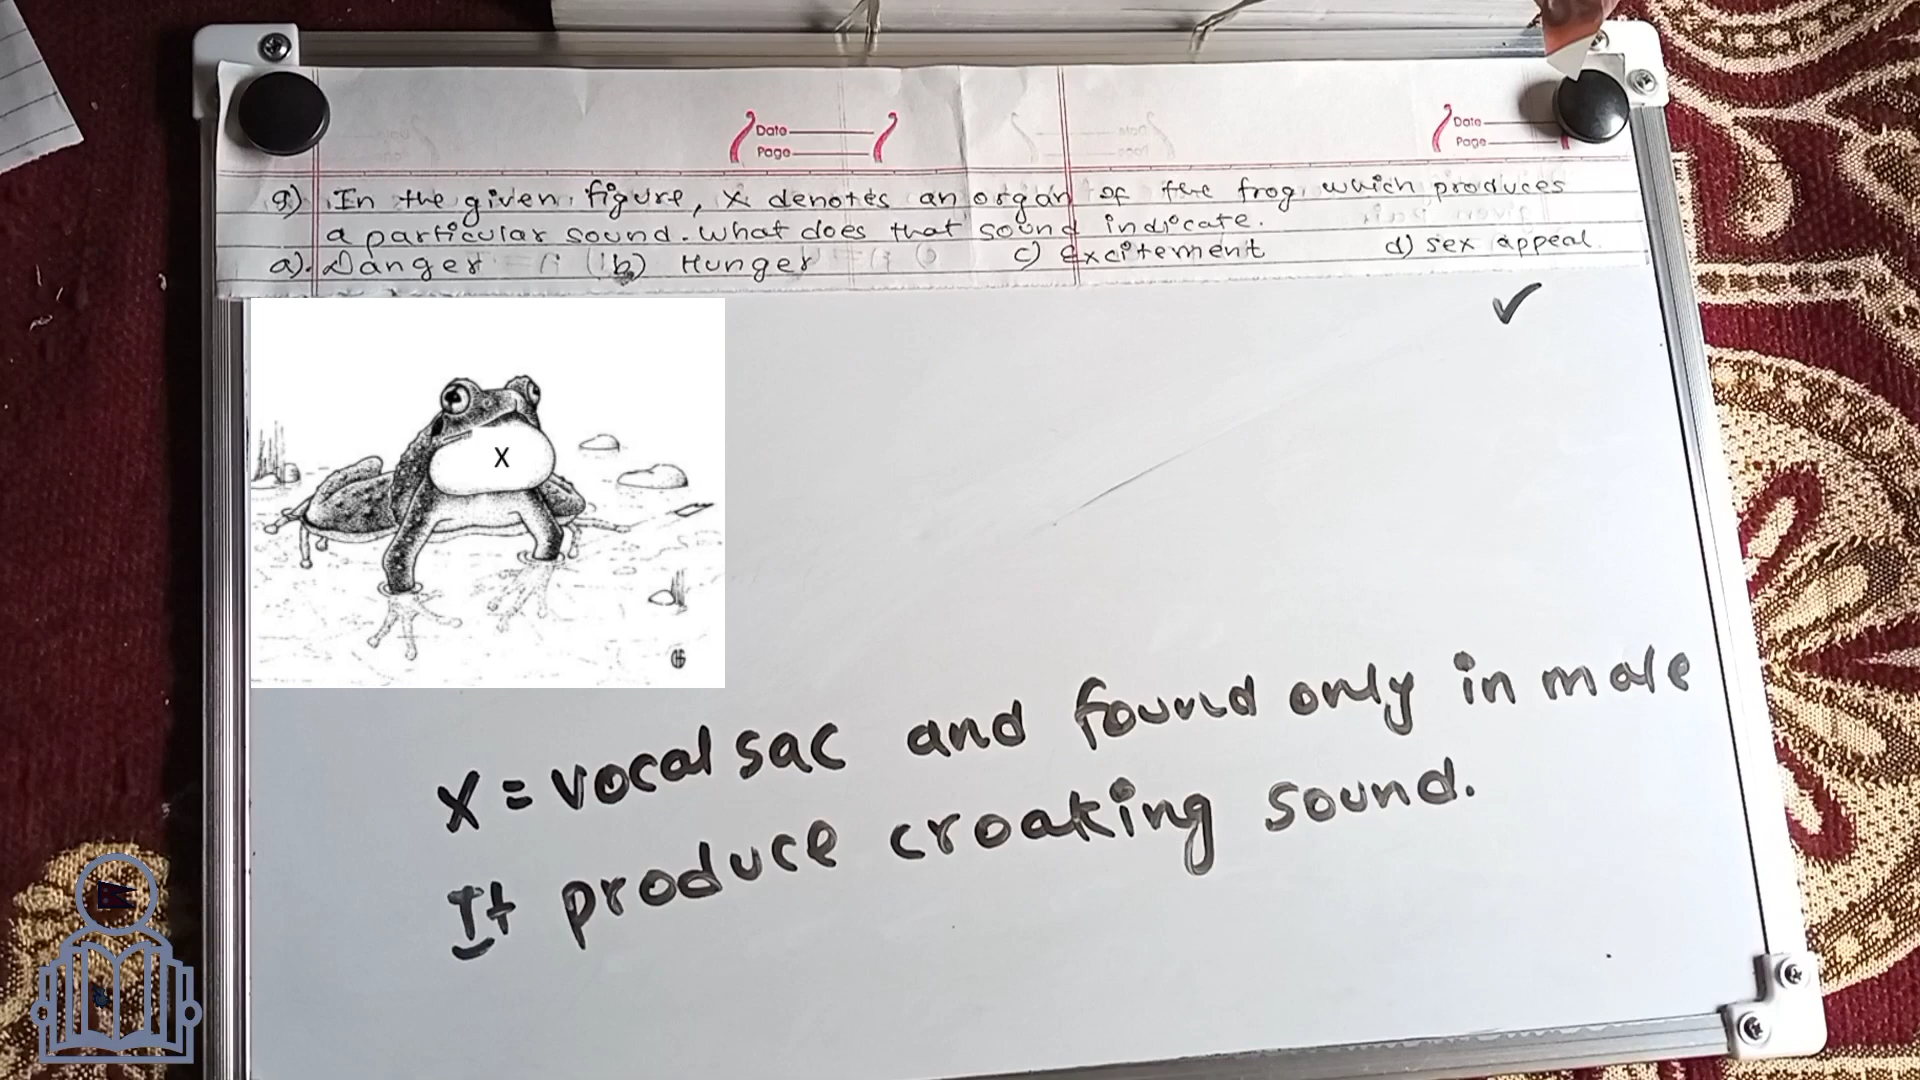 Date
Page
Date
Page
g) In the given figure, X denotes an organ of the frog, which produces
a particular sound. What does that sound indicate.
a). Danger b) Hunger c) Excitement d) sex appeal
X
X = vocal sac and found only in male
It produce croaking sound.